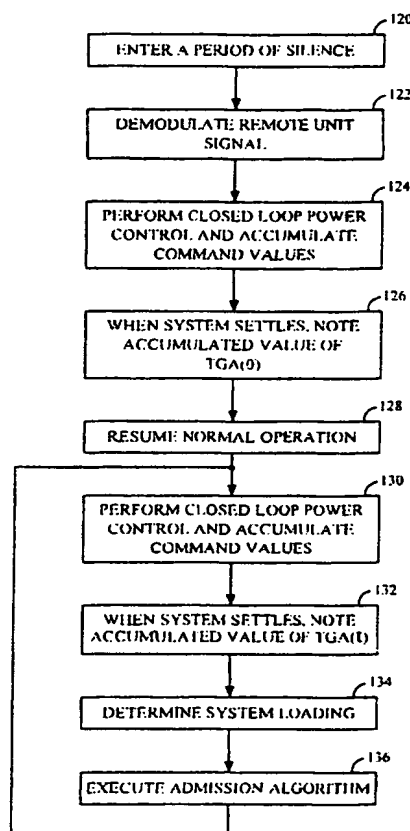 120
ENTER A PERIOD OF SILENCE
122
DEMODULATE REMOTE UNIT
SIGNAL
124
PERFORM CLOSED LOOP POWER
CONTROL AND ACCUMULATE
COMMAND VALUES
126
WHEN SYSTEM SETTLES, NOTE
ACCUMULATED VALUE OF
TGA(0)
128
RESUME NORMAL OPERATION
130
PERFORM CLOSED LOOP POWER
CONTROL AND ACCUMULATE
COMMAND VALUES
132
WHEN SYSTEM SETTLES, NOTE
ACCUMULATED VALUE OF TGA(t)
134
DETERMINE SYSTEM LOADING
136
EXECUTE ADMISSION ALGORITHM